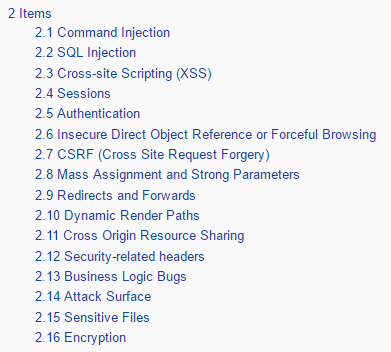 2 Items
2.1 Command Injection
2.2 SQL Injection
2.3 Cross-site Scripting (XSS)
2.4 Sessions
2.5 Authentication
2.6 Insecure Direct Object Reference or Forceful Browsing
2.7 CSRF (Cross Site Request Forgery)
2.8 Mass Assignment and Strong Parameters
2.9 Redirects and Forwards
2.10 Dynamic Render Paths
2.11 Cross Origin Resource Sharing
2.12 Security-related headers
2.13 Business Logic Bugs
2.14 Attack Surface
2.15 Sensitive Files
2.16 Encryption